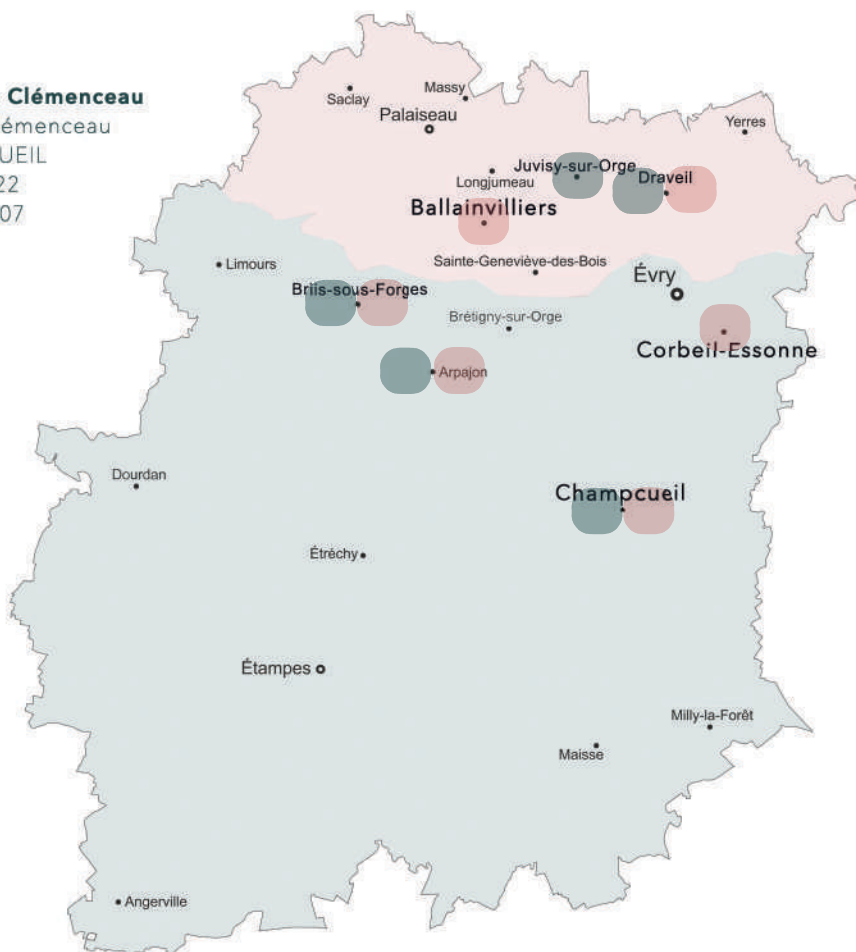 Clémenceau
Clémenceau
UEIL
22
07
Saclay
Massy
Palaiseau
Yerres
Longjumeau
Juvisy-sur-Orge
Draveil
Ballainvilliers
Limours
Sainte-Geneviève-des-Bois
Évry
Briis-sous-Forges
Brétigny-sur-Orge
Corbeil-Essonne
Arpajon
Dourdan
Champcueil
Étréchy
Étampes
Milly-la-Forêt
Maisse
Angerville